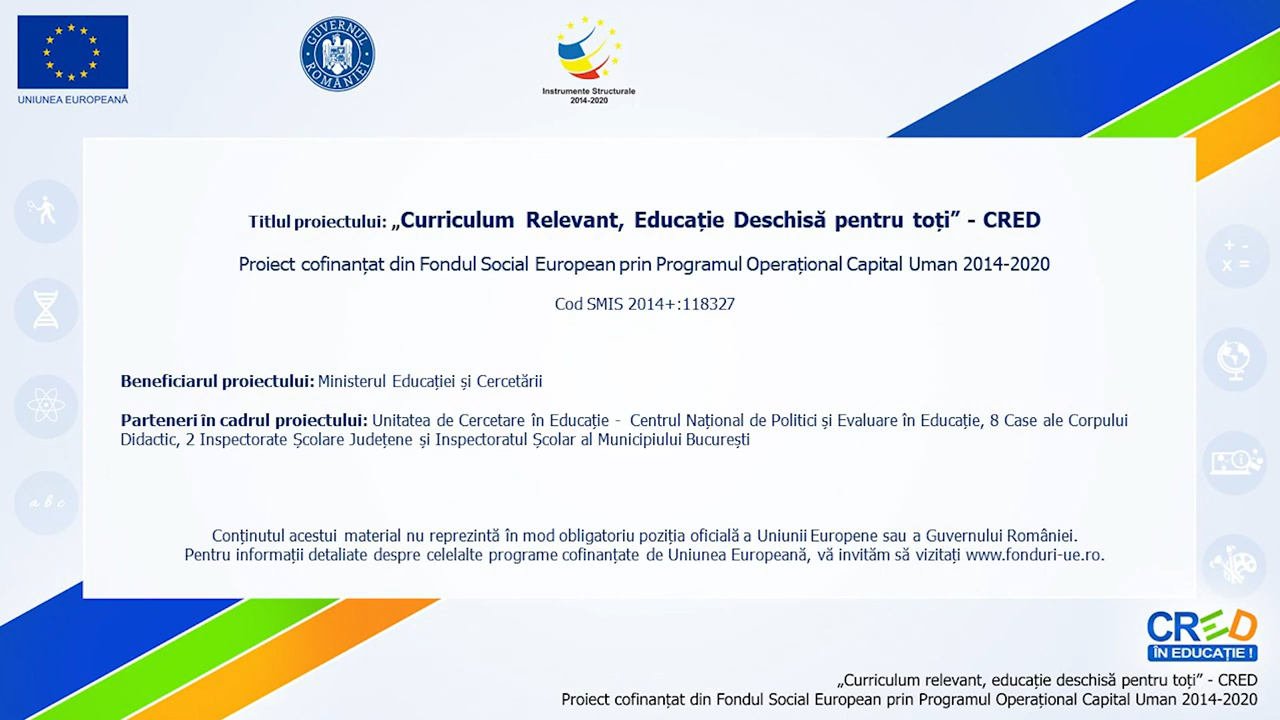 UNIUNEA EUROPEANĂ
GUVERNUL ROMÂNIEI
Instrumente Structurale
2014-2020
Titlul proiectului: „Curriculum Relevant, Educație Deschisă pentru toți” - CRED
Proiect cofinanțat din Fondul Social European prin Programul Operațional Capital Uman 2014-2020
Cod SMIS 2014+:118327
Beneficiarul proiectului: Ministerul Educației și Cercetării
Parteneri în cadrul proiectului: Unitatea de Cercetare în Educație - Centrul Național de Politici și Evaluare în Educație, 8 Case ale Corpului
Didactic, 2 Inspectorate Școlare Județene și Inspectoratul Școlar al Municipiului București
Conținutul acestui material nu reprezintă în mod obligatoriu poziția oficială a Uniunii Europene sau a Guvernului României.
Pentru informații detaliate despre celelalte programe cofinanțate de Uniunea Europeană, vă invităm să vizitați www.fonduri-ue.ro.
+ -
x =
a b c
CRED
ÎN EDUCAȚIE !
„Curriculum relevant, educație deschisă pentru toți” - CRED
Proiect cofinanțat din Fondul Social European prin Programul Operațional Capital Uman 2014-2020